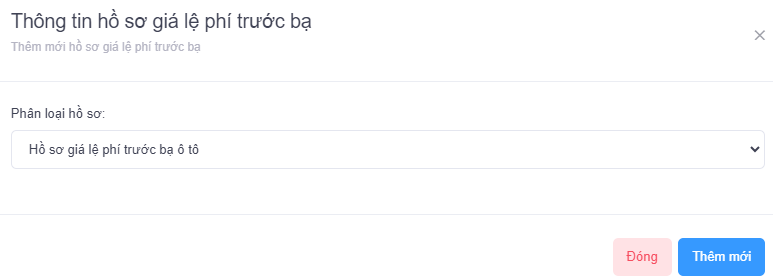 Thông tin hồ sơ giá lệ phí trước bạ
Thêm mới hồ sơ giá lệ phí trước bạ
Phân loại hồ sơ:
Hồ sơ giá lệ phí trước bạ ô tô
Đóng
Thêm mới